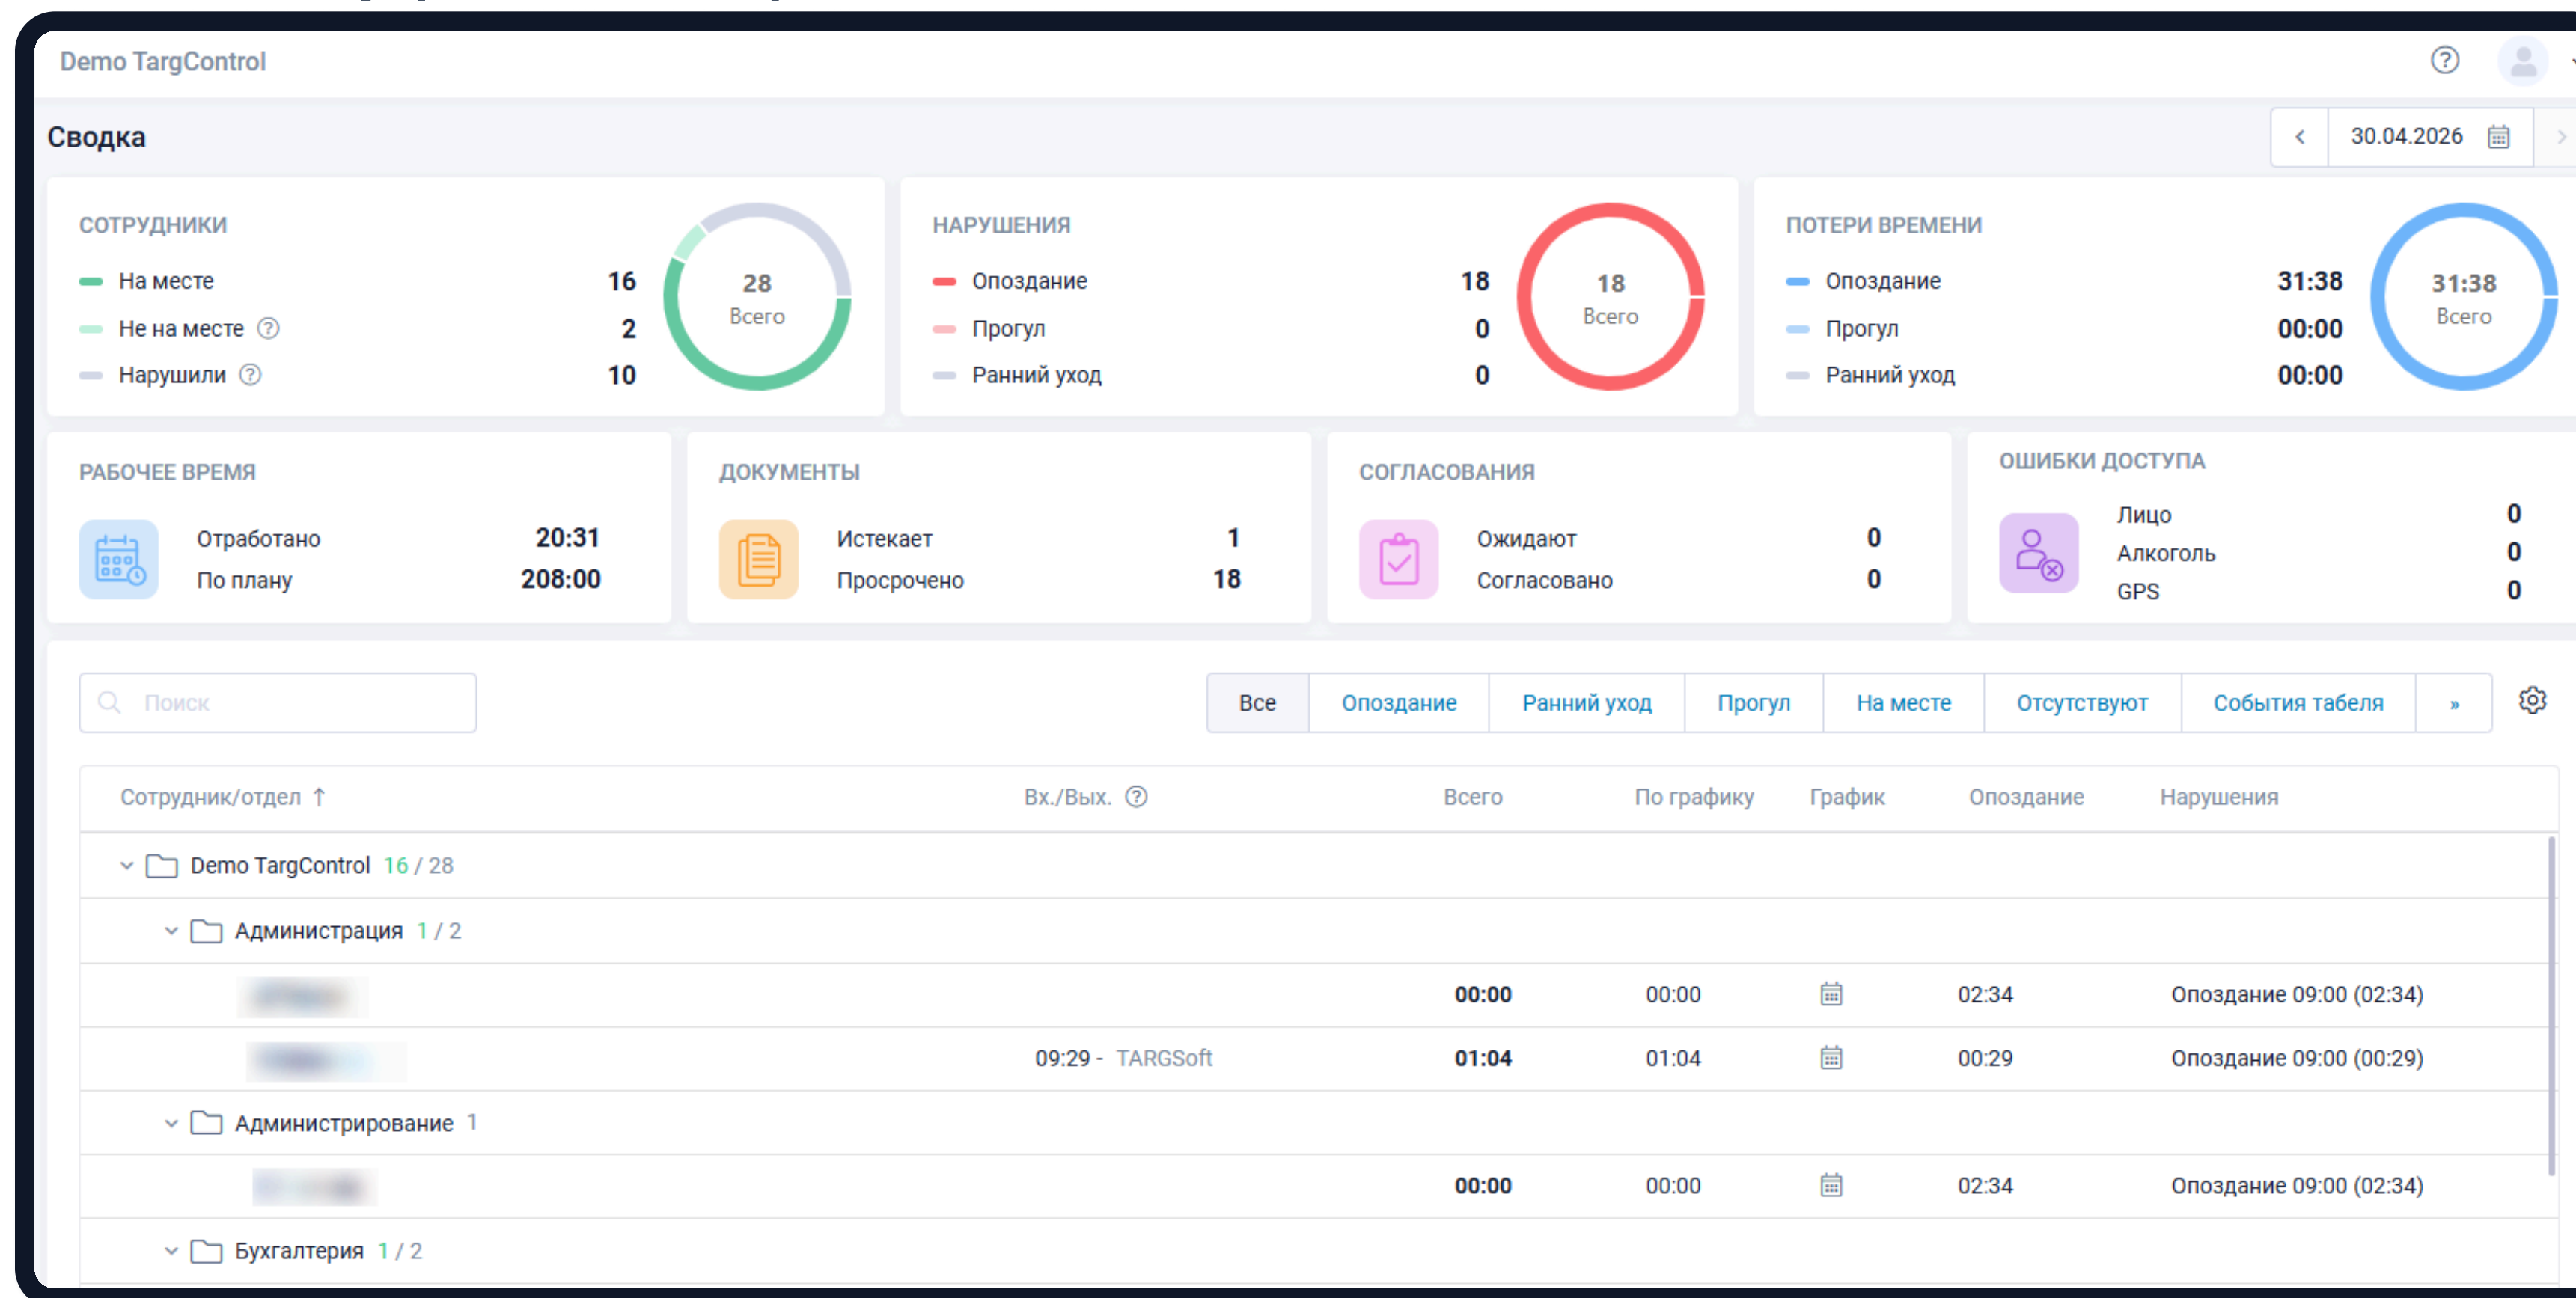 Demo TargControl
Сводка
30.04.2026
СОТРУДНИКИ
На месте 16
Не на месте 2
Нарушили 10
28
Всего
НАРУШЕНИЯ
Опоздание 18
Прогул 0
Ранний уход 0
18
Всего
ПОТЕРИ ВРЕМЕНИ
Опоздание 31:38
Прогул 00:00
Ранний уход 00:00
31:38
Всего
РАБОЧЕЕ ВРЕМЯ
Отработано 20:31
По плану 208:00
ДОКУМЕНТЫ
Истекает 1
Просрочено 18
СОГЛАСОВАНИЯ
Ожидают 0
Согласовано 0
ОШИБКИ ДОСТУПА
Лицо 0
Алкоголь 0
GPS 0
Поиск
Все Опоздание Ранний уход Прогул На месте Отсутствуют События табеля »
Сотрудник/отдел ↑ Вх./Вых. Всего По графику График Опоздание Нарушения
Demo TargControl 16 / 28
Администрация 1 / 2
00:00 00:00 02:34 Опоздание 09:00 (02:34)
09:29 - TARGSoft 01:04 01:04 00:29 Опоздание 09:00 (00:29)
Администрирование 1
00:00 00:00 02:34 Опоздание 09:00 (02:34)
Бухгалтерия 1 / 2